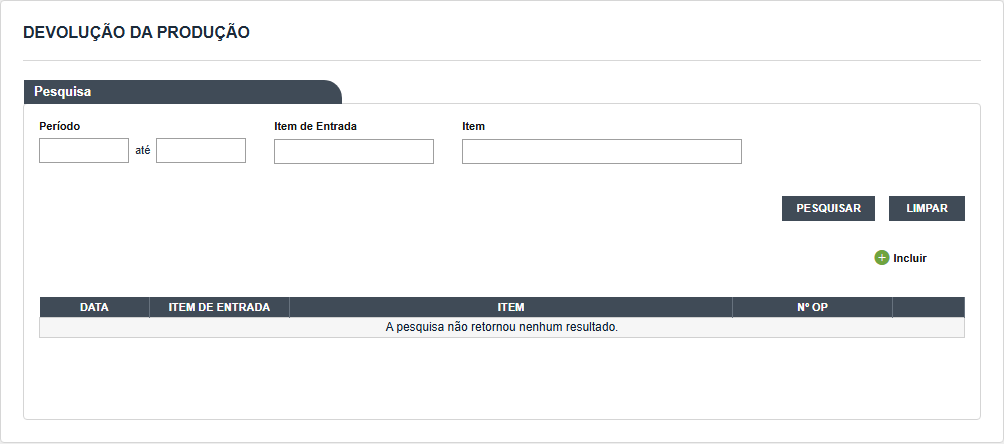 DEVOLUÇÃO DA PRODUÇÃO
Pesquisa
Período Item de Entrada Item
até
PESQUISAR LIMPAR
Incluir
DATA ITEM DE ENTRADA ITEM Nº OP
A pesquisa não retornou nenhum resultado.